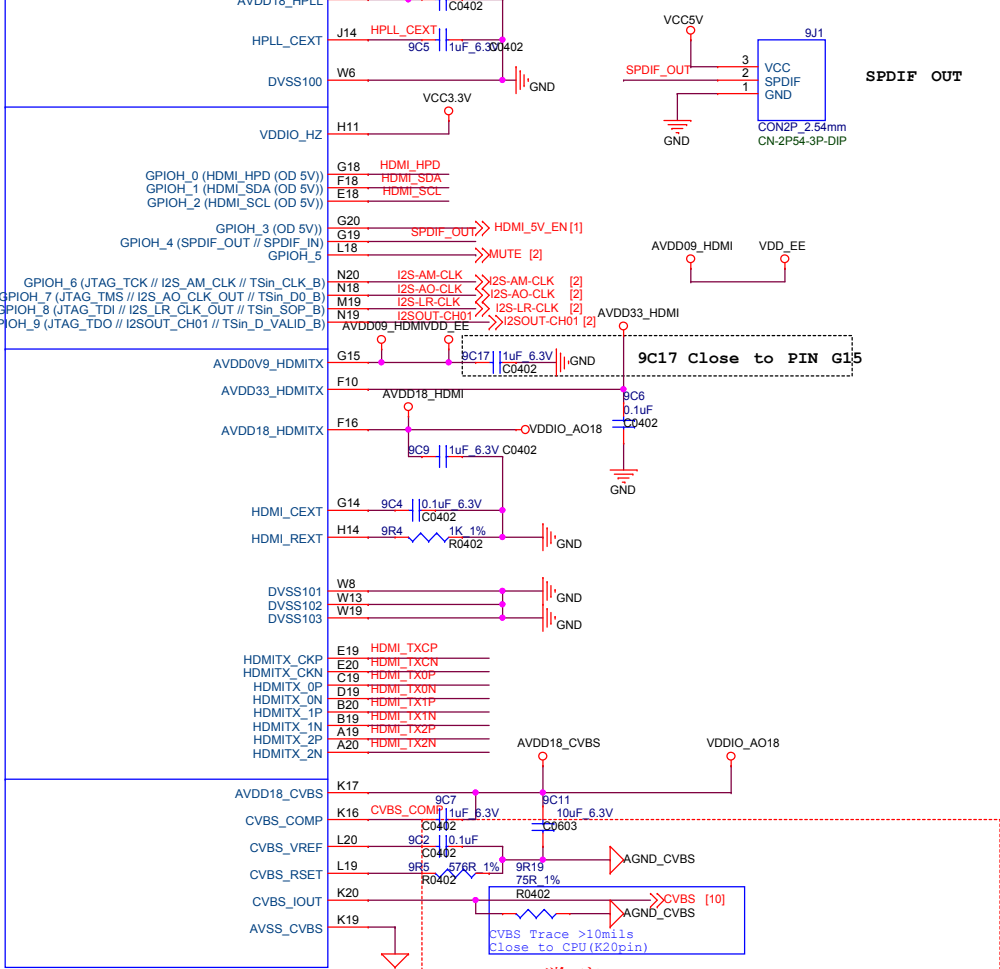 AVDD18_HPLL
C0402
HPLL_CEXT J14 HPLL_CEXT
9C5 1uF_6.3V C0402
DVSS100 W6
GND
VCC5V
9J1
SPDIF_OUT
3 VCC
2 SPDIF
1 GND
SPDIF OUT
GND
CON2P_2.54mm
CN-2P54-3P-DIP
VCC3.3V
VDDIO_HZ H11
GPIOH_0 (HDMI_HPD (OD 5V)) G18 HDMI_HPD
GPIOH_1 (HDMI_SDA (OD 5V)) F18 HDMI_SDA
GPIOH_2 (HDMI_SCL (OD 5V)) E18 HDMI_SCL
GPIOH_3 (OD 5V)) G20 HDMI_5V_EN [1]
GPIOH_4 (SPDIF_OUT // SPDIF_IN) G19 SPDIF_OUT
GPIOH_5 L18 MUTE [2]
GPIOH_6 (JTAG_TCK // I2S_AM_CLK // TSin_CLK_B) N20 I2S-AM-CLK I2S-AM-CLK [2]
GPIOH_7 (JTAG_TMS // I2S_AO_CLK_OUT // TSin_D0_B) N18 I2S-AO-CLK I2S-AO-CLK [2]
PIOH_8 (JTAG_TDI // I2S_LR_CLK_OUT // TSin_SOP_B) M19 I2S-LR-CLK I2S-LR-CLK [2]
PIOH_9 (JTAG_TDO // I2SOUT_CH01 // TSin_D_VALID_B) N19 I2SOUT-CH01 I2SOUT-CH01 [2]
AVDD09_HDMI VDD_EE
AVDD33_HDMI
AVDD09_HDMI VDD_EE
AVDD0V9_HDMITX G15
9C17 1uF_6.3V
C0402
GND
9C17 Close to PIN G15
AVDD33_HDMITX F10
9C6
0.1uF
C0402
GND
AVDD18_HDMI
AVDD18_HDMITX F16
VDDIO_AO18
9C9 1uF_6.3V C0402
HDMI_CEXT G14 9C4 0.1uF_6.3V
C0402
HDMI_REXT H14 9R4 1K_1%
R0402
GND
DVSS101 W8
GND
DVSS102 W13
DVSS103 W19
GND
HDMITX_CKP E19 HDMI_TXCP
HDMITX_CKN E20 HDMI_TXCN
HDMITX_0P C19 HDMI_TX0P
HDMITX_0N D19 HDMI_TX0N
HDMITX_1P B20 HDMI_TX1P
HDMITX_1N B19 HDMI_TX1N
HDMITX_2P A19 HDMI_TX2P
HDMITX_2N A20 HDMI_TX2N
AVDD18_CVBS
VDDIO_AO18
AVDD18_CVBS K17
CVBS_COMP K16 CVBS_COMP
9C7
1uF_6.3V
C0402
9C11
10uF_6.3V
C0603
CVBS_VREF L20 9C2 0.1uF
C0402
AGND_CVBS
CVBS_RSET L19 9R5 576R_1%
R0402
9R19
75R_1%
R0402
CVBS_IOUT K20
CVBS [10]
AGND_CVBS
AVSS_CVBS K19
CVBS Trace >10mils
Close to CPU(K20pin)